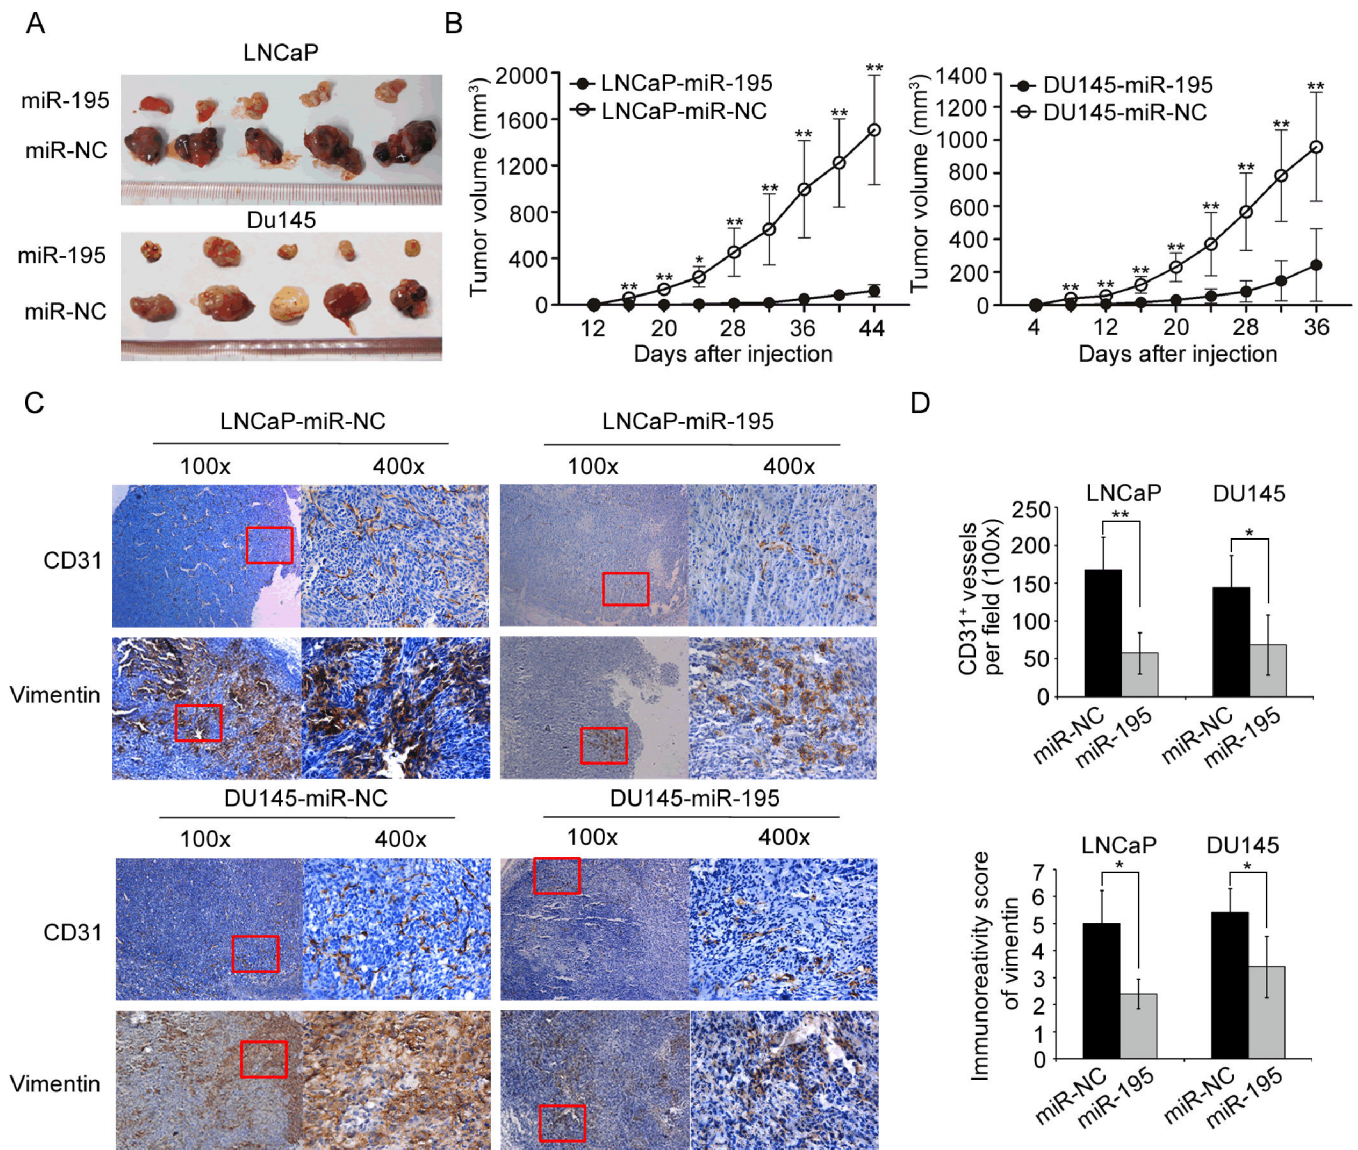 A
LNCaP
miR-195
miR-NC
Du145
miR-195
miR-NC
B
2000
1600
1200
800
400
0
Tumor volume (mm³)
LNCaP-miR-195
LNCaP-miR-NC
** ** * ** ** ** ** **
12 20 28 36 44
Days after injection
1400
1200
1000
800
600
400
200
0
Tumor volume (mm³)
DU145-miR-195
DU145-miR-NC
** ** ** ** ** ** ** **
4 12 20 28 36
Days after injection
C
LNCaP-miR-NC LNCaP-miR-195
100x 400x 100x 400x
CD31
Vimentin
DU145-miR-NC DU145-miR-195
100x 400x 100x 400x
CD31
Vimentin
D
LNCaP DU145
250
200
150
100
50
0
CD31⁺ vessels
per field (100x)
** *
miR-NC miR-195 miR-NC miR-195
LNCaP DU145
7
6
5
4
3
2
1
0
Immunoreativity score
of vimentin
* *
miR-NC miR-195 miR-NC miR-195